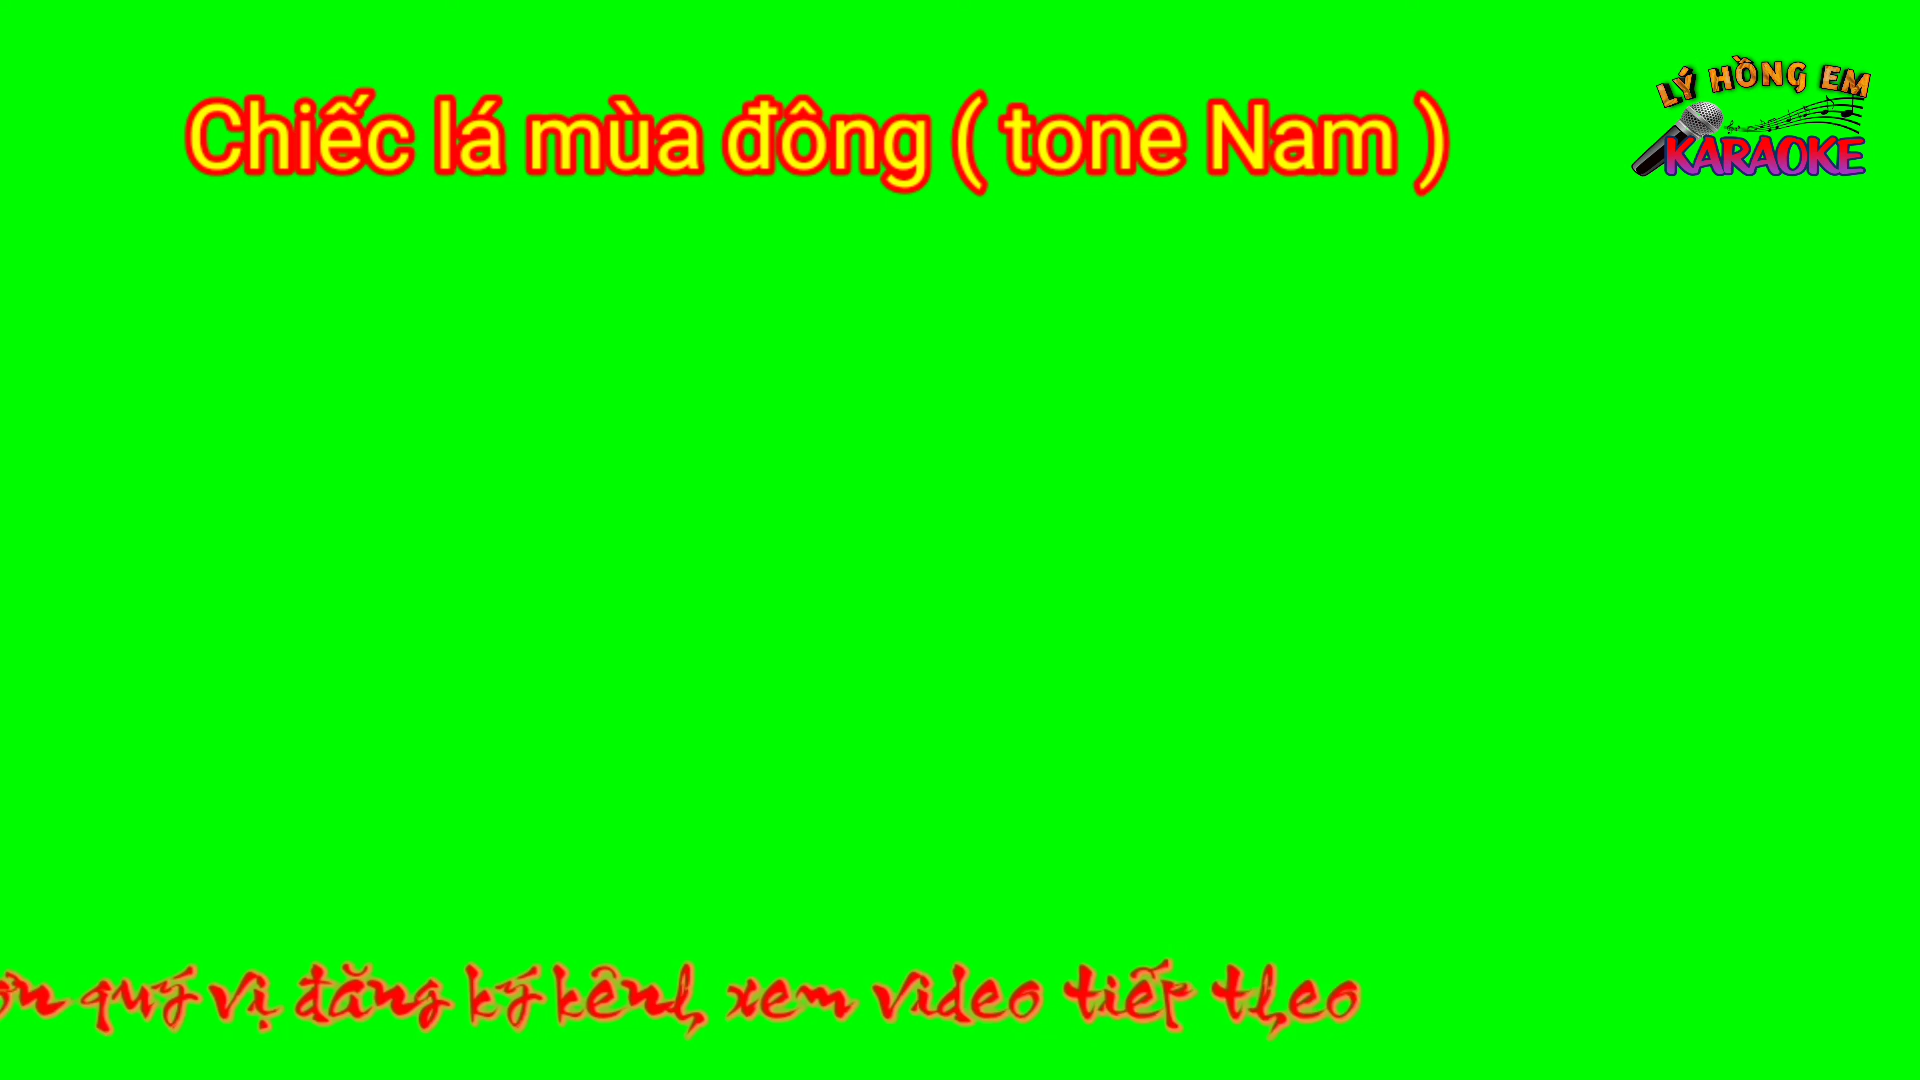 Chiếc lá mùa đông ( tone Nam )
LÝ HỒNG EM
KARAOKE
ơn quý vị đăng ký kênh xem video tiếp theo